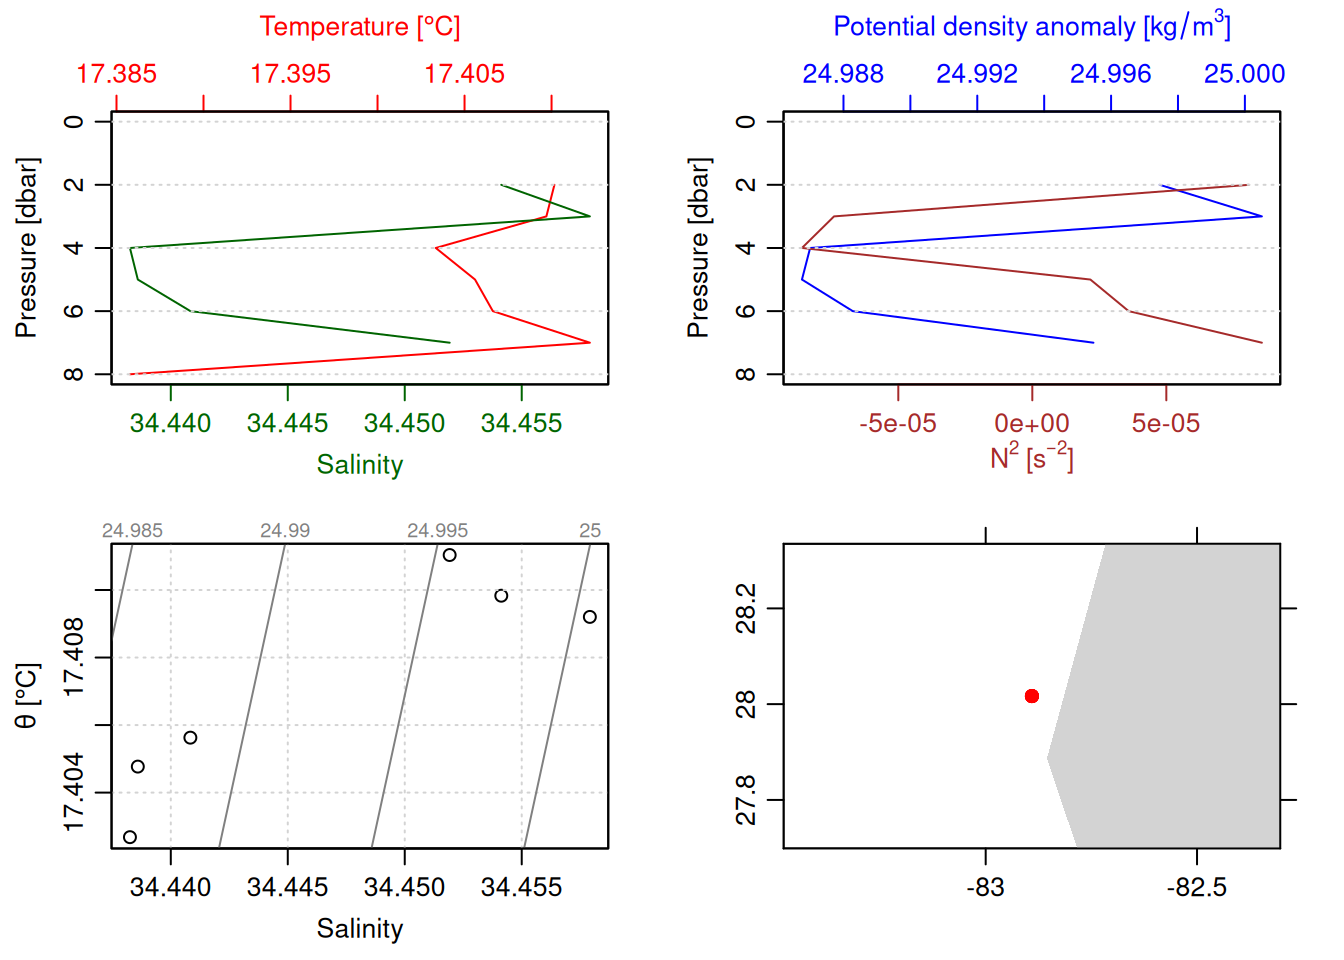 Temperature [°C]
17.385 17.395 17.405
Pressure [dbar]
0 2 4 6 8
34.440 34.445 34.450 34.455
Salinity
Potential density anomaly [kg/m³]
24.988 24.992 24.996 25.000
Pressure [dbar]
0 2 4 6 8
-5e-05 0e+00 5e-05
N² [s⁻²]
24.985 24.99 24.995 25
θ [°C]
17.408
17.404
34.440 34.445 34.450 34.455
Salinity
28.2
28
27.8
-83 -82.5